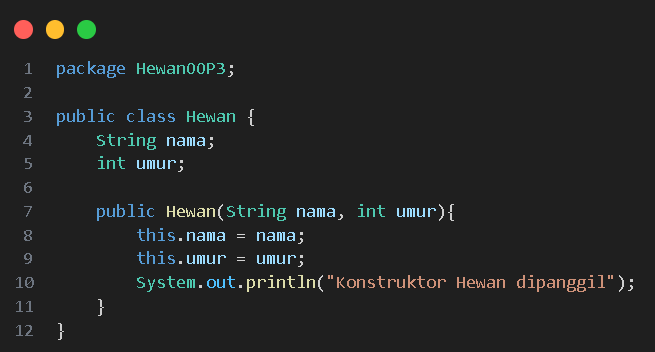 1 package HewanOOP3;
2
3 public class Hewan {
4     String nama;
5     int umur;
6
7     public Hewan(String nama, int umur){
8         this.nama = nama;
9         this.umur = umur;
10         System.out.println("Konstruktor Hewan dipanggil");
11     }
12 }